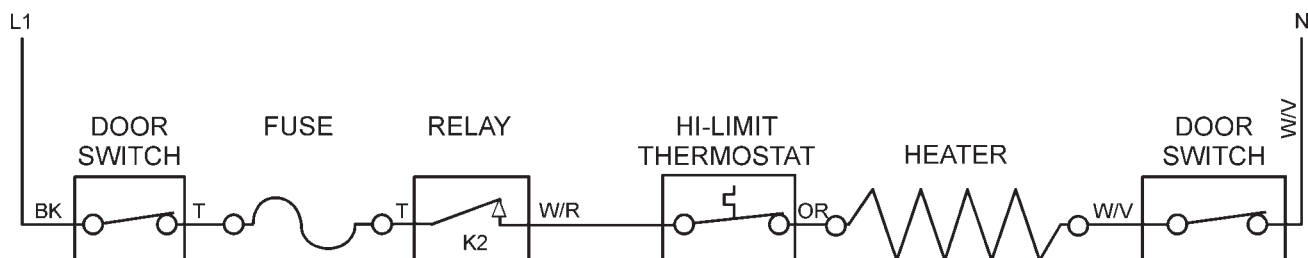 L1
N
DOOR
SWITCH
FUSE
RELAY
HI-LIMIT
THERMOSTAT
HEATER
DOOR
SWITCH
W/V
BK
T
T
K2
W/R
OR
W/V